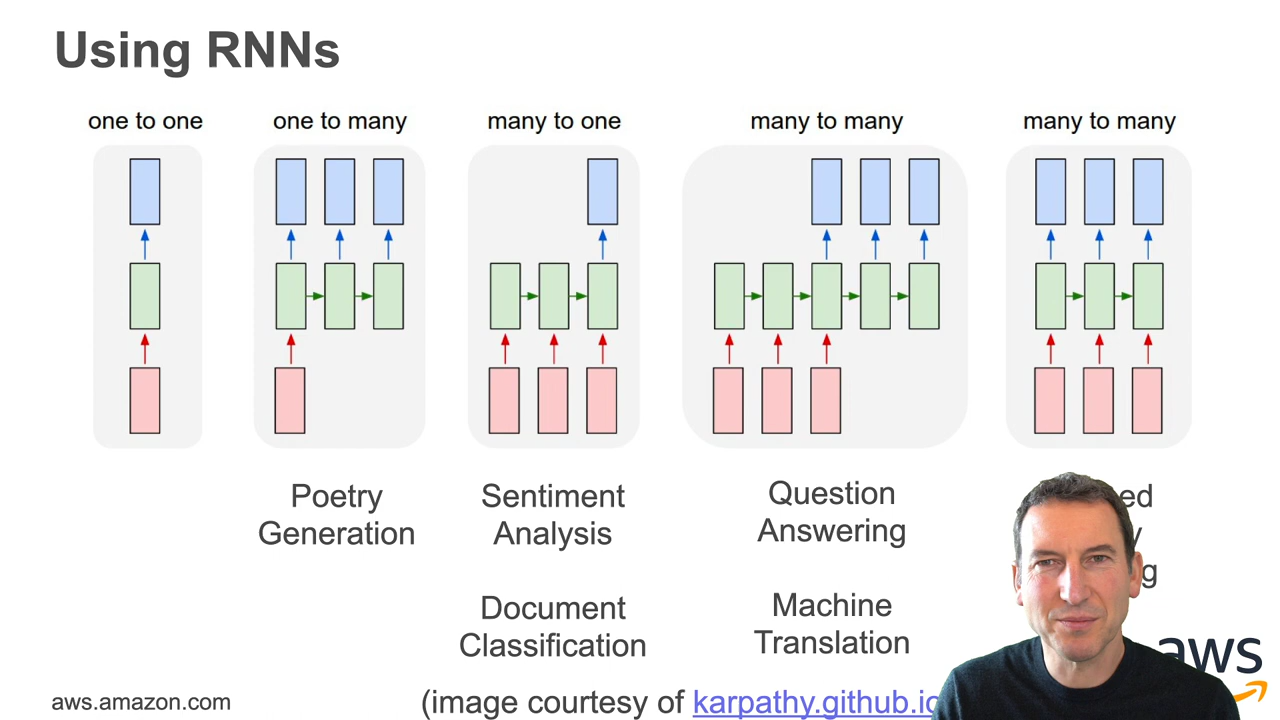 Using RNNs
one to one
one to many
many to one
many to many
many to many
Poetry
Generation
Sentiment
Analysis
Document
Classification
Question
Answering
Machine
Translation
aws
aws.amazon.com
(image courtesy of karpathy.github.io